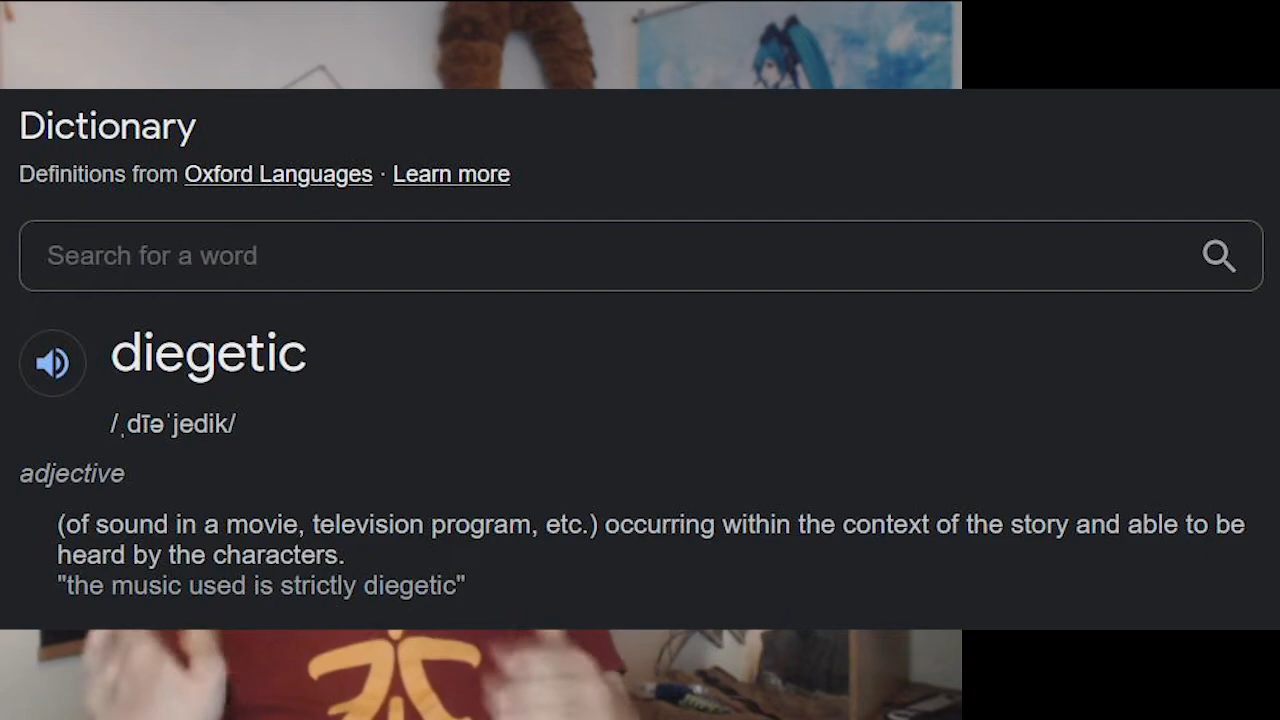 Dictionary
Definitions from Oxford Languages · Learn more
Search for a word
diegetic
/ˌdīəˈjedik/
adjective
(of sound in a movie, television program, etc.) occurring within the context of the story and able to be
heard by the characters.
"the music used is strictly diegetic"